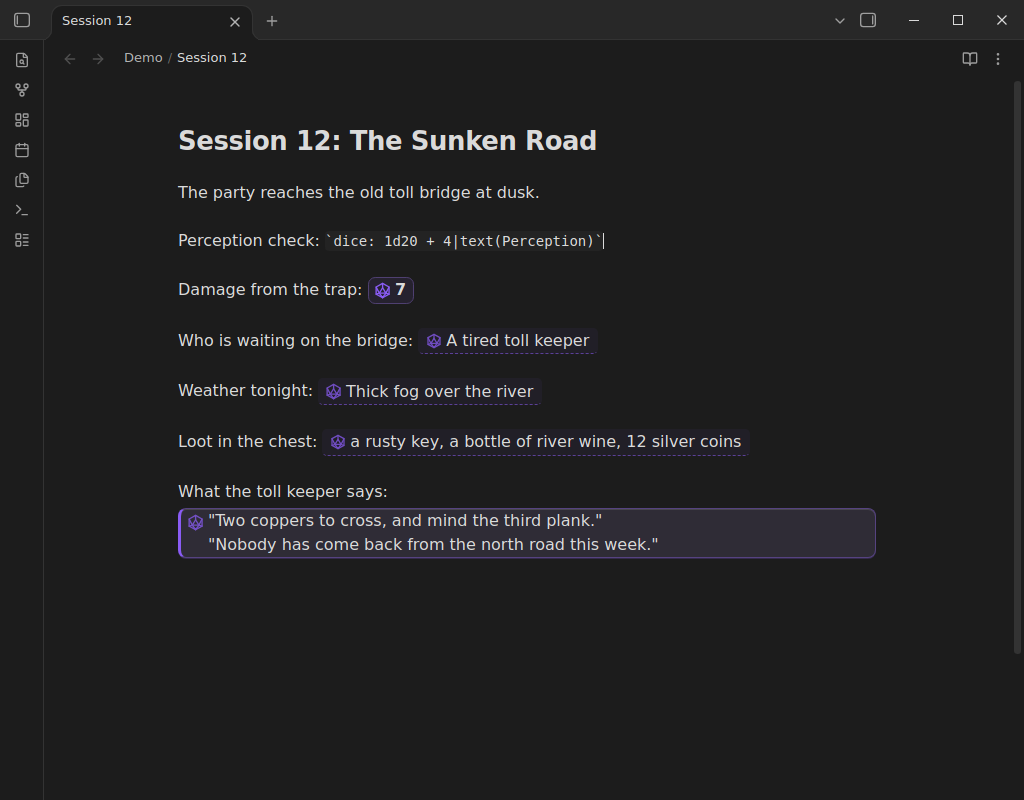 Session 12
Demo / Session 12
Session 12: The Sunken Road
The party reaches the old toll bridge at dusk.
Perception check: `dice: 1d20 + 4|text(Perception)`
Damage from the trap: 7
Who is waiting on the bridge: A tired toll keeper
Weather tonight: Thick fog over the river
Loot in the chest: a rusty key, a bottle of river wine, 12 silver coins
What the toll keeper says:
"Two coppers to cross, and mind the third plank."
"Nobody has come back from the north road this week."